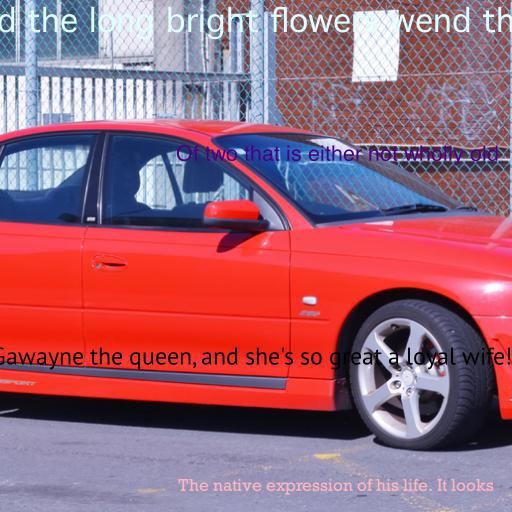 d the long bright flowers wend th
Of two that is either not wholly old
Gawayne the queen, and she's so great a loyal wife!
The native expression of his life. It looks